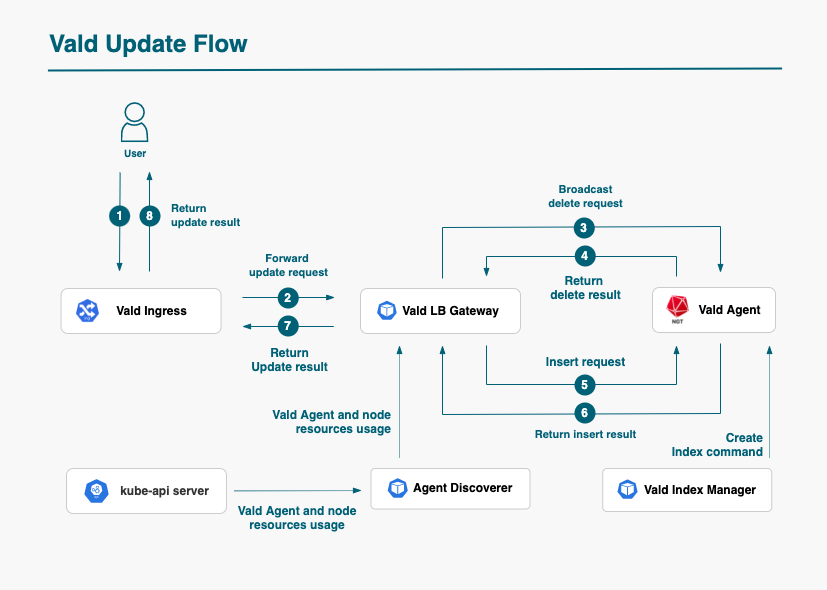 Vald Update Flow
User
1
8
Return
update result
Broadcast
delete request
3
4
Return
delete result
Forward
update request
2
7
Return
Update result
Vald Ingress
Vald LB Gateway
NGT
Vald Agent
Insert request
5
6
Return insert result
Vald Agent and node
resources usage
Create
Index command
kube-api server
Agent Discoverer
Vald Index Manager
Vald Agent and node
resources usage